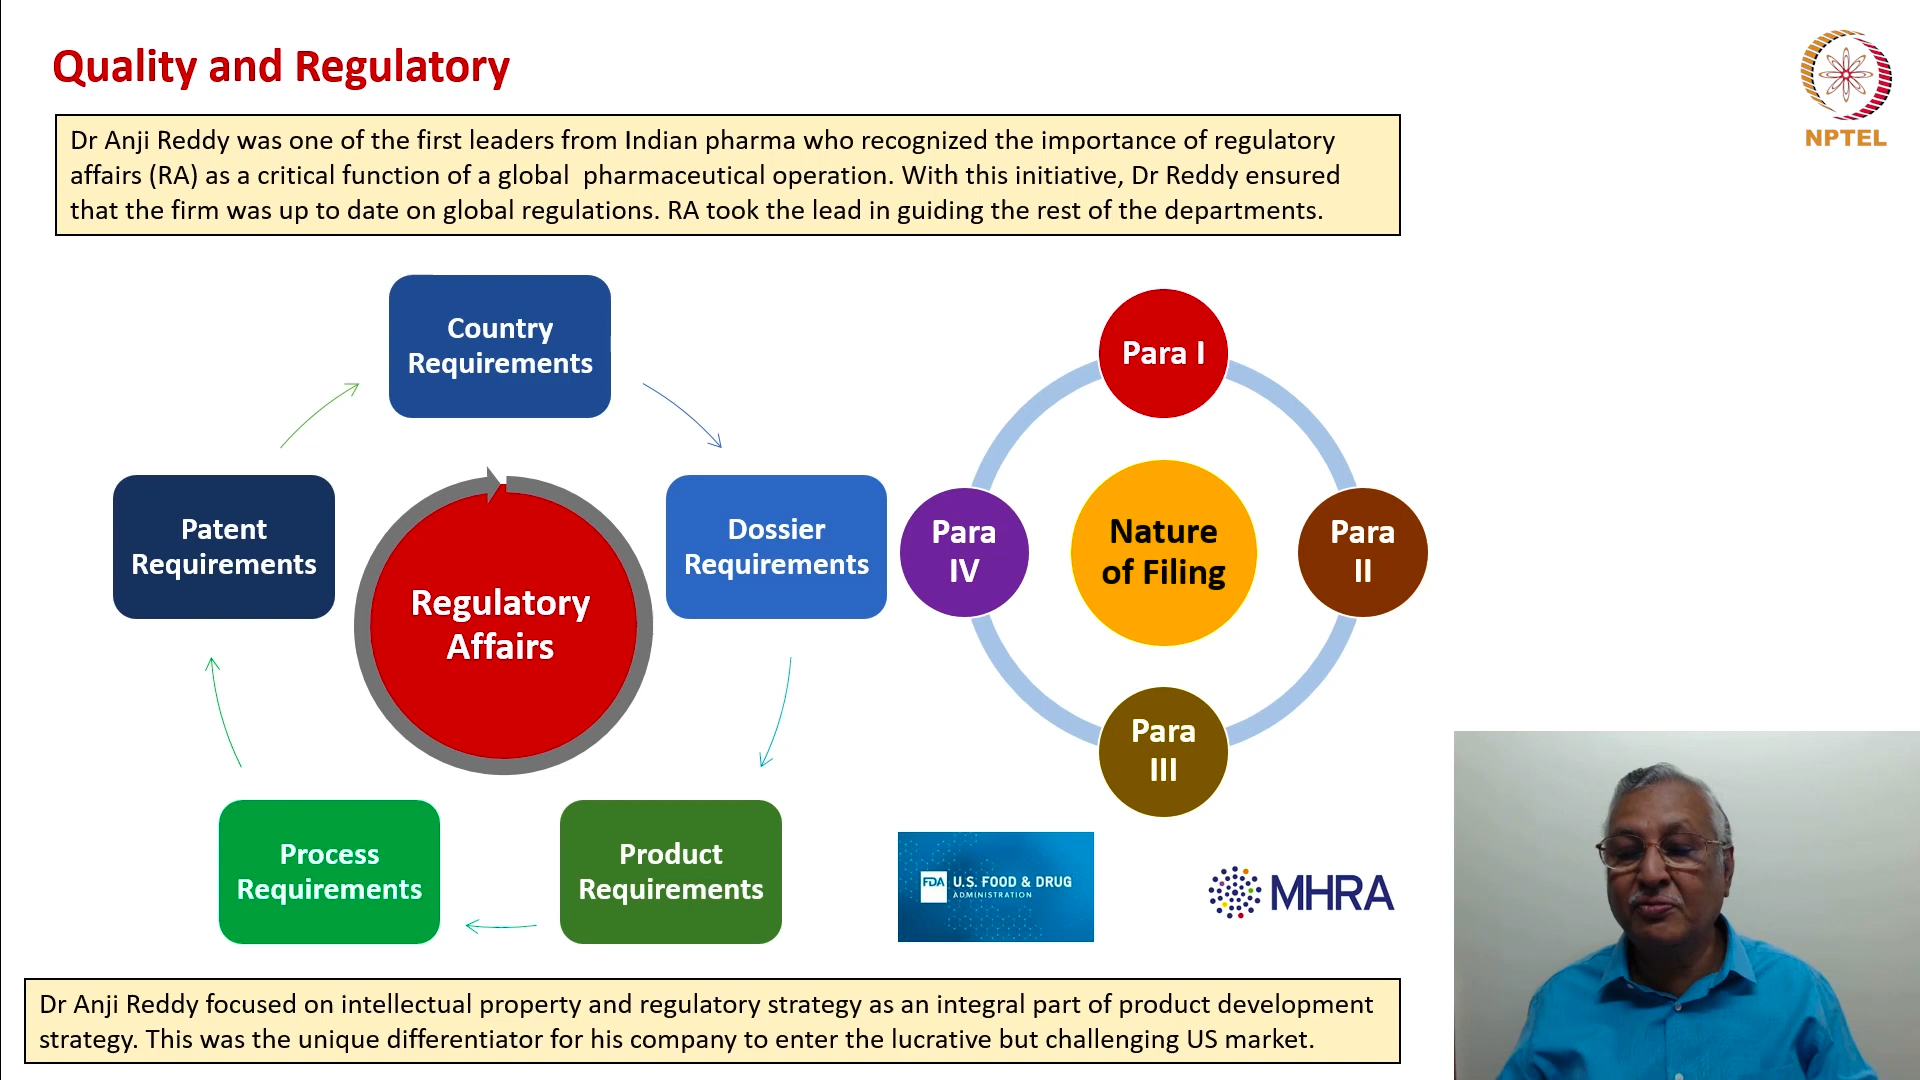 Quality and Regulatory
NPTEL
Dr Anji Reddy was one of the first leaders from Indian pharma who recognized the importance of regulatory
affairs (RA) as a critical function of a global pharmaceutical operation. With this initiative, Dr Reddy ensured
that the firm was up to date on global regulations. RA took the lead in guiding the rest of the departments.
Country
Requirements
Patent
Requirements
Regulatory
Affairs
Dossier
Requirements
Process
Requirements
Product
Requirements
Para I
Para
IV
Nature
of Filing
Para
II
Para
III
FDA U.S. FOOD & DRUG
ADMINISTRATION
MHRA
Dr Anji Reddy focused on intellectual property and regulatory strategy as an integral part of product development
strategy. This was the unique differentiator for his company to enter the lucrative but challenging US market.